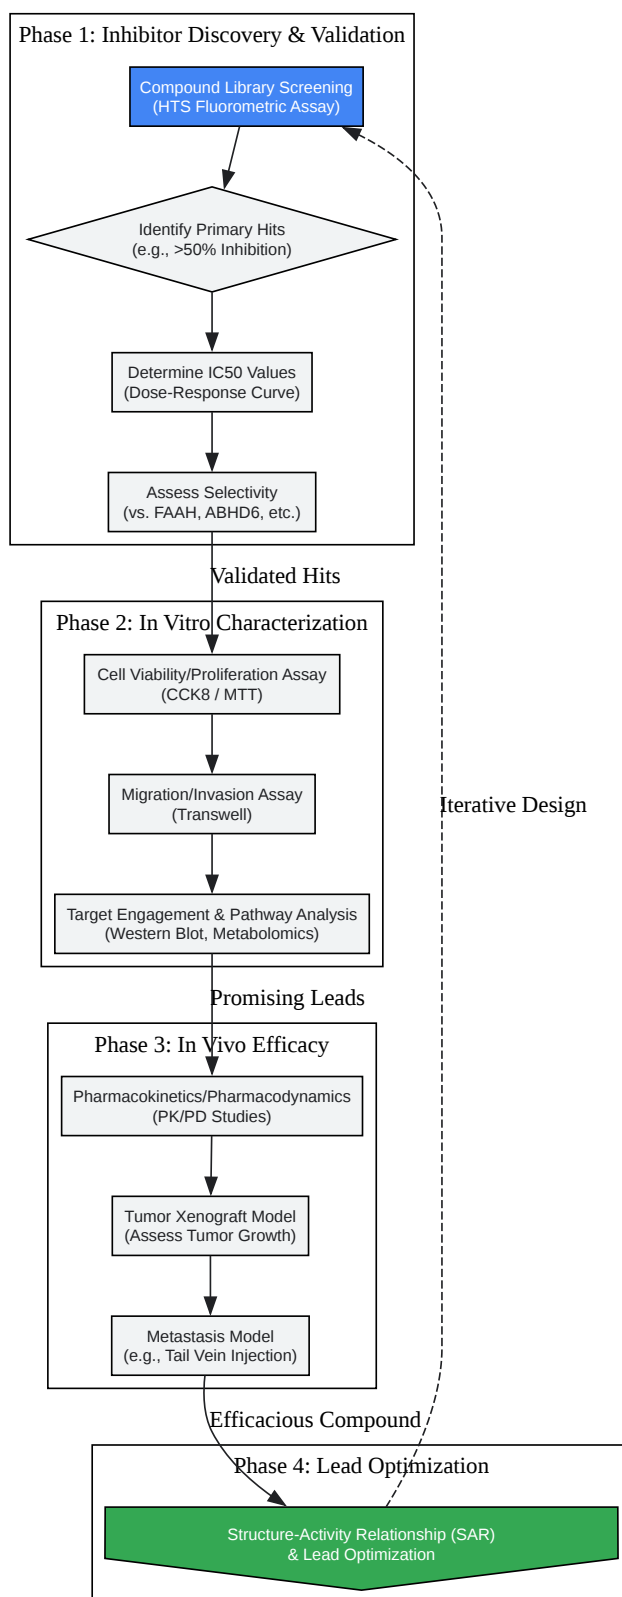 Phase 1: Inhibitor Discovery & Validation
Compound Library Screening
(HTS Fluorometric Assay)
Identify Primary Hits
(e.g., >50% Inhibition)
Determine IC50 Values
(Dose-Response Curve)
Assess Selectivity
(vs. FAAH, ABHD6, etc.)
Validated Hits
Phase 2: In Vitro Characterization
Cell Viability/Proliferation Assay
(CCK8 / MTT)
Migration/Invasion Assay
(Transwell)
Iterative Design
Target Engagement & Pathway Analysis
(Western Blot, Metabolomics)
Promising Leads
Phase 3: In Vivo Efficacy
Pharmacokinetics/Pharmacodynamics
(PK/PD Studies)
Tumor Xenograft Model
(Assess Tumor Growth)
Metastasis Model
(e.g., Tail Vein Injection)
Efficacious Compound
Phase 4: Lead Optimization
Structure-Activity Relationship (SAR)
& Lead Optimization